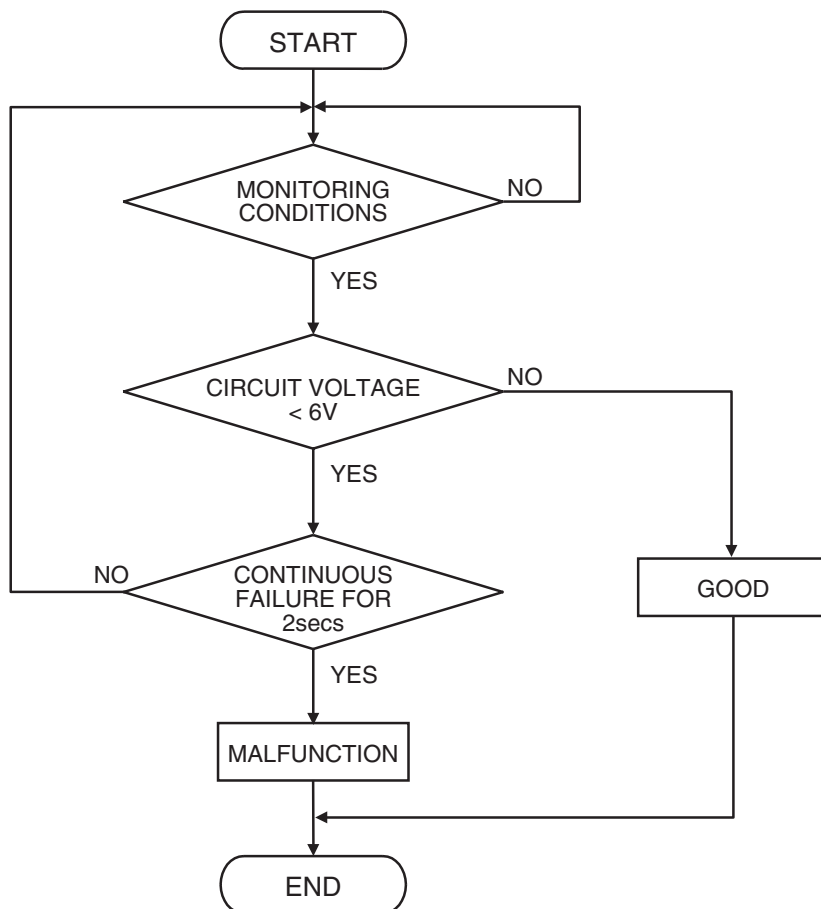 START
MONITORING
CONDITIONS
NO
YES
CIRCUIT VOLTAGE
< 6V
NO
YES
CONTINUOUS
FAILURE FOR
2secs
NO
GOOD
YES
MALFUNCTION
END